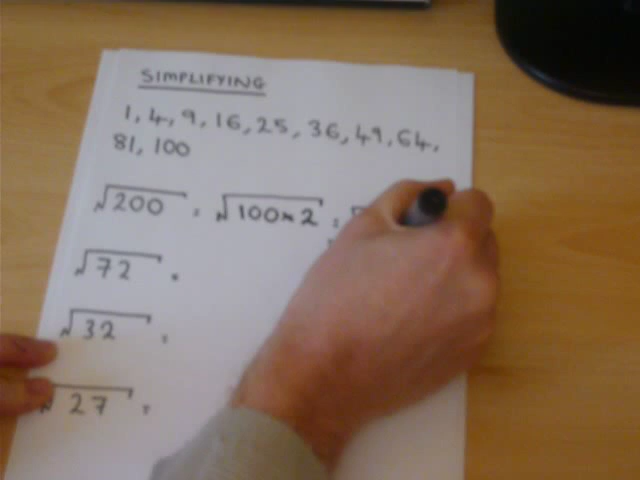 SIMPLIFYING
1, 4, 9, 16, 25, 36, 49, 64,
81, 100
√200 = √100×2 = √
√72 =
√32 =
√27 =